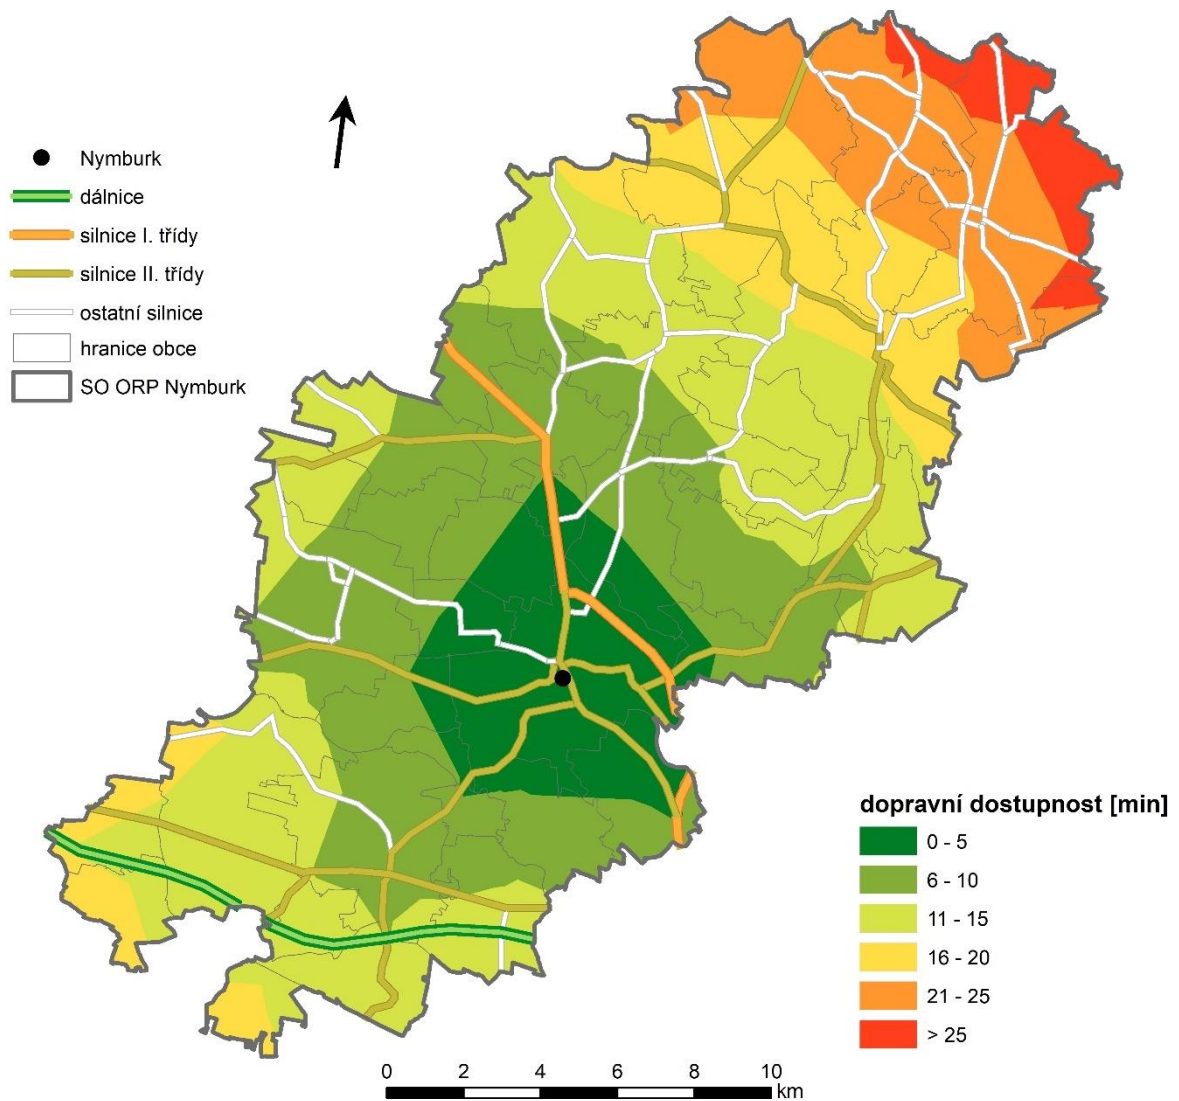 Nymburk
dálnice
silnice I. třídy
silnice II. třídy
ostatní silnice
hranice obce
SO ORP Nymburk
dopravní dostupnost [min]
0 - 5
6 - 10
11 - 15
16 - 20
21 - 25
> 25
0 2 4 6 8 10
km